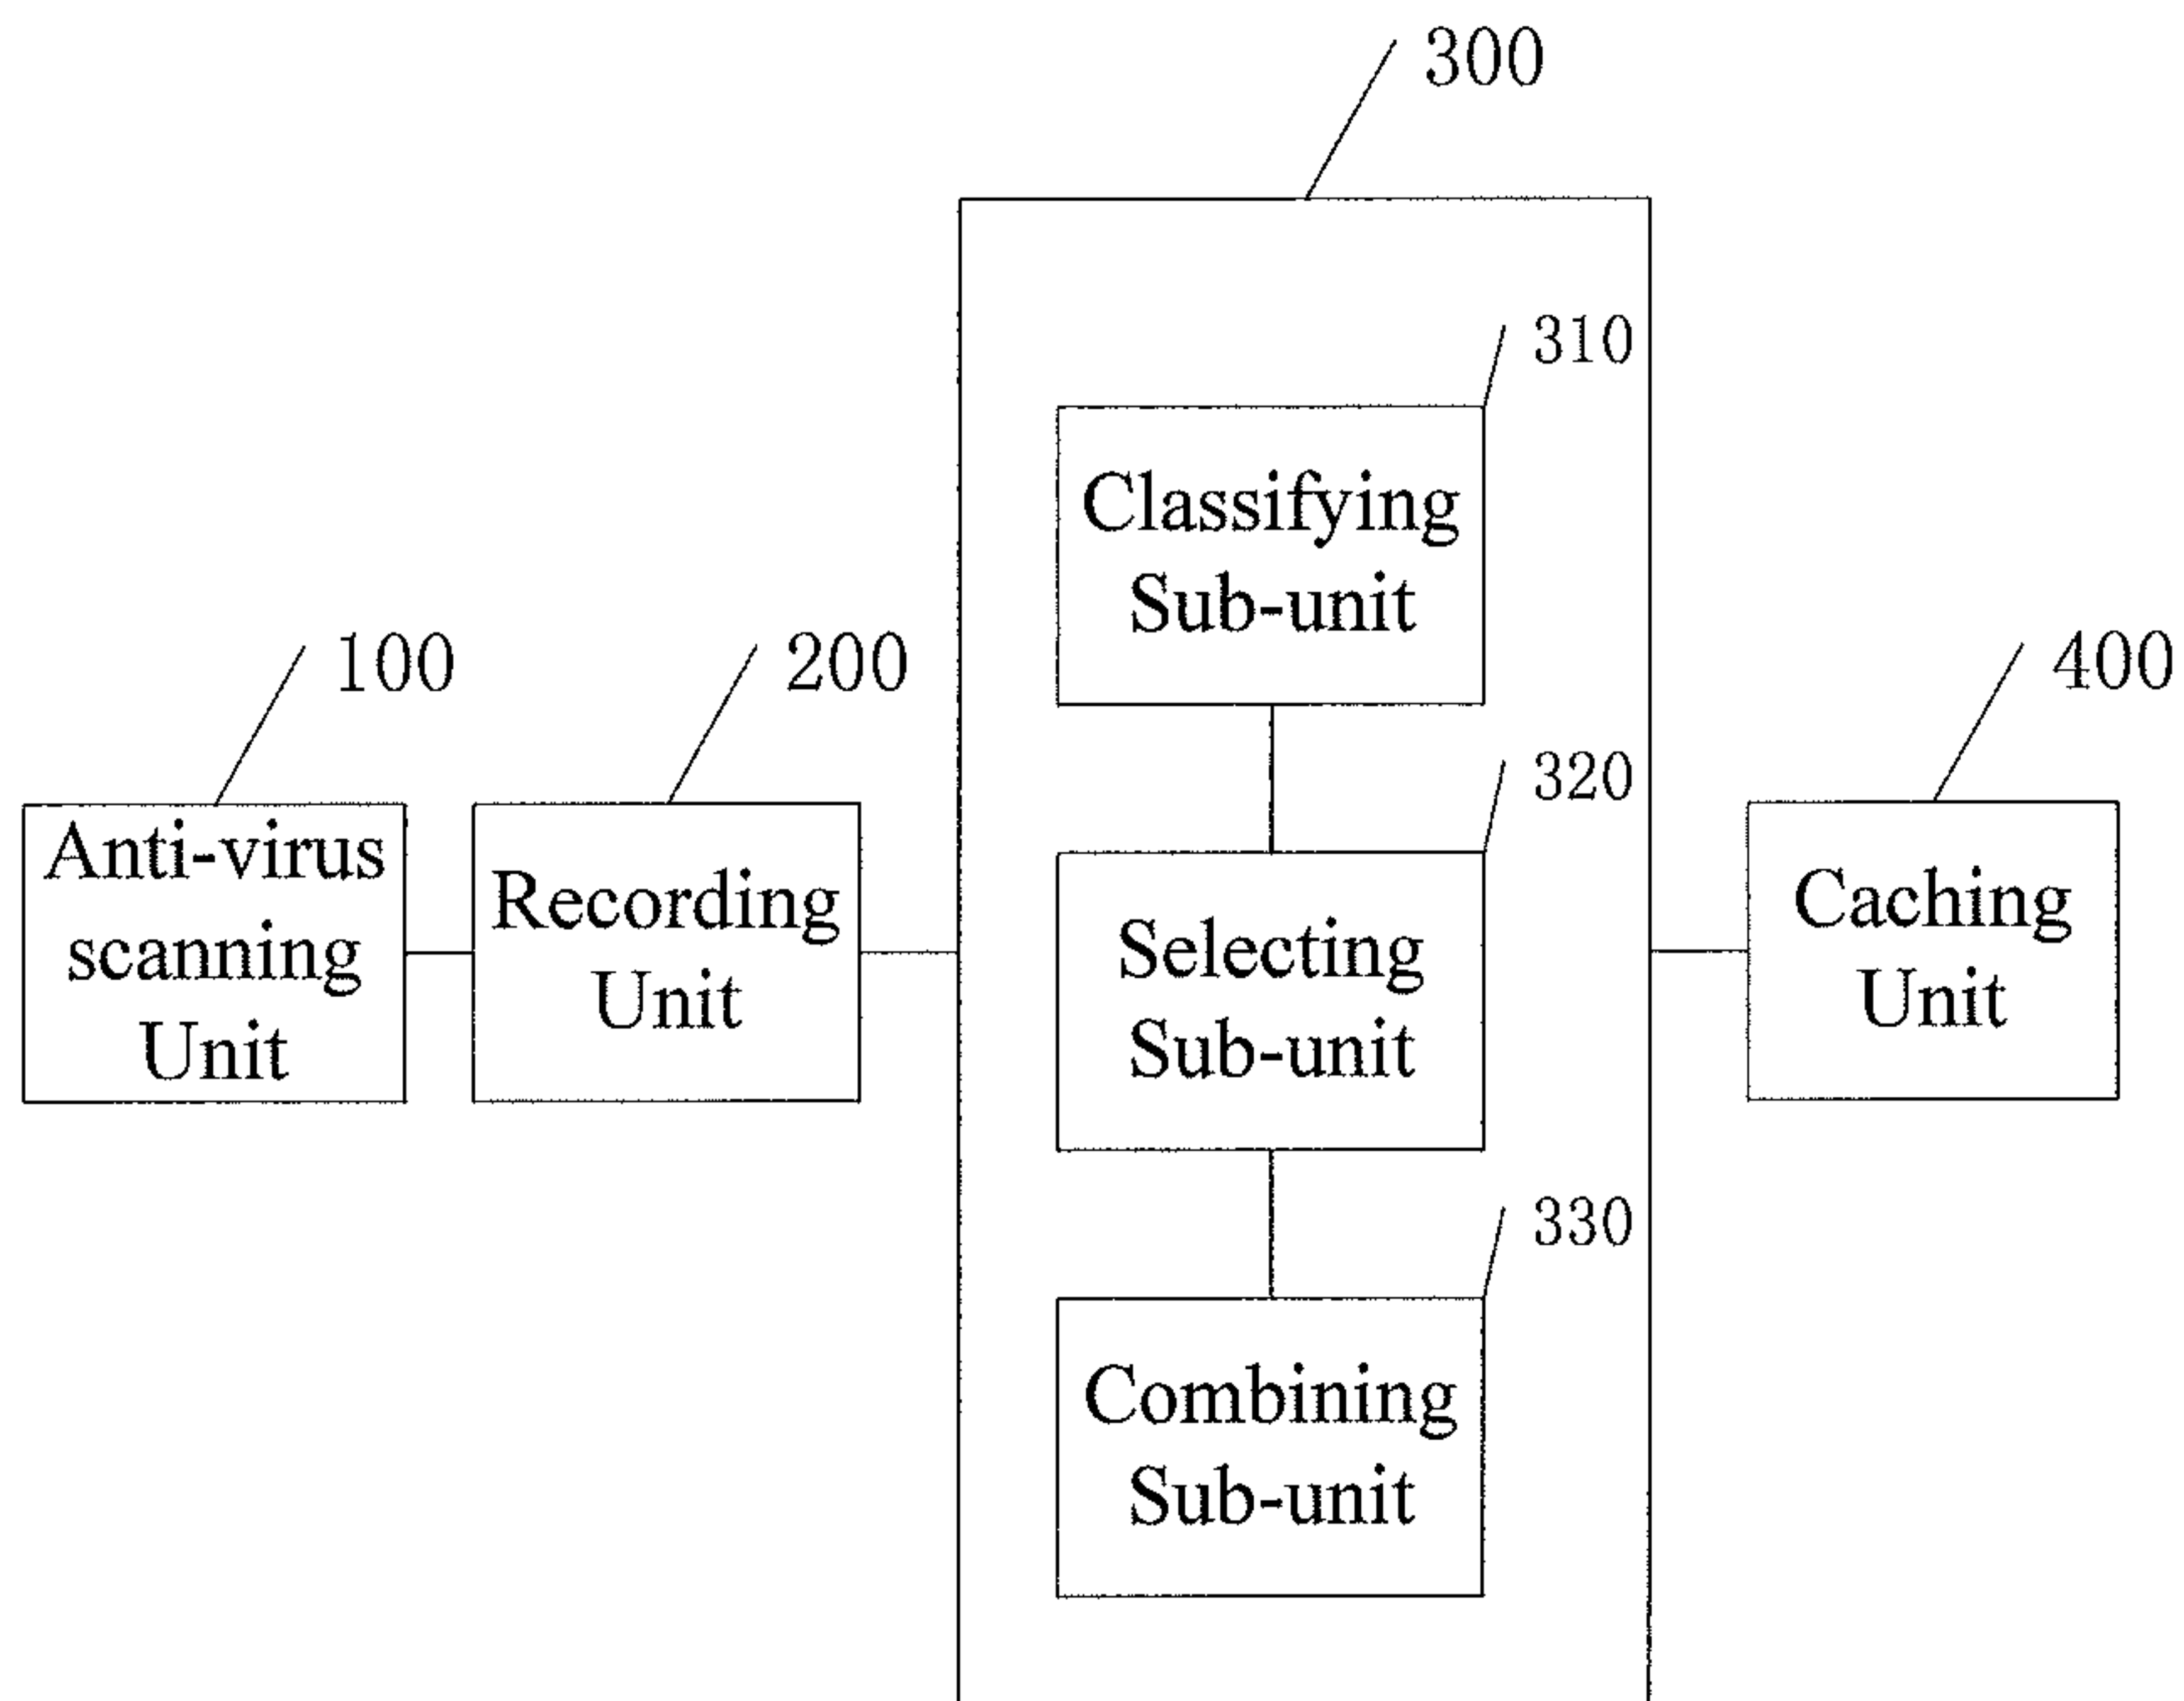 300
310
Classifying
Sub-unit
100
200
400
320
Anti-virus
scanning
Unit
Recording
Unit
Selecting
Sub-unit
Caching
Unit
330
Combining
Sub-unit